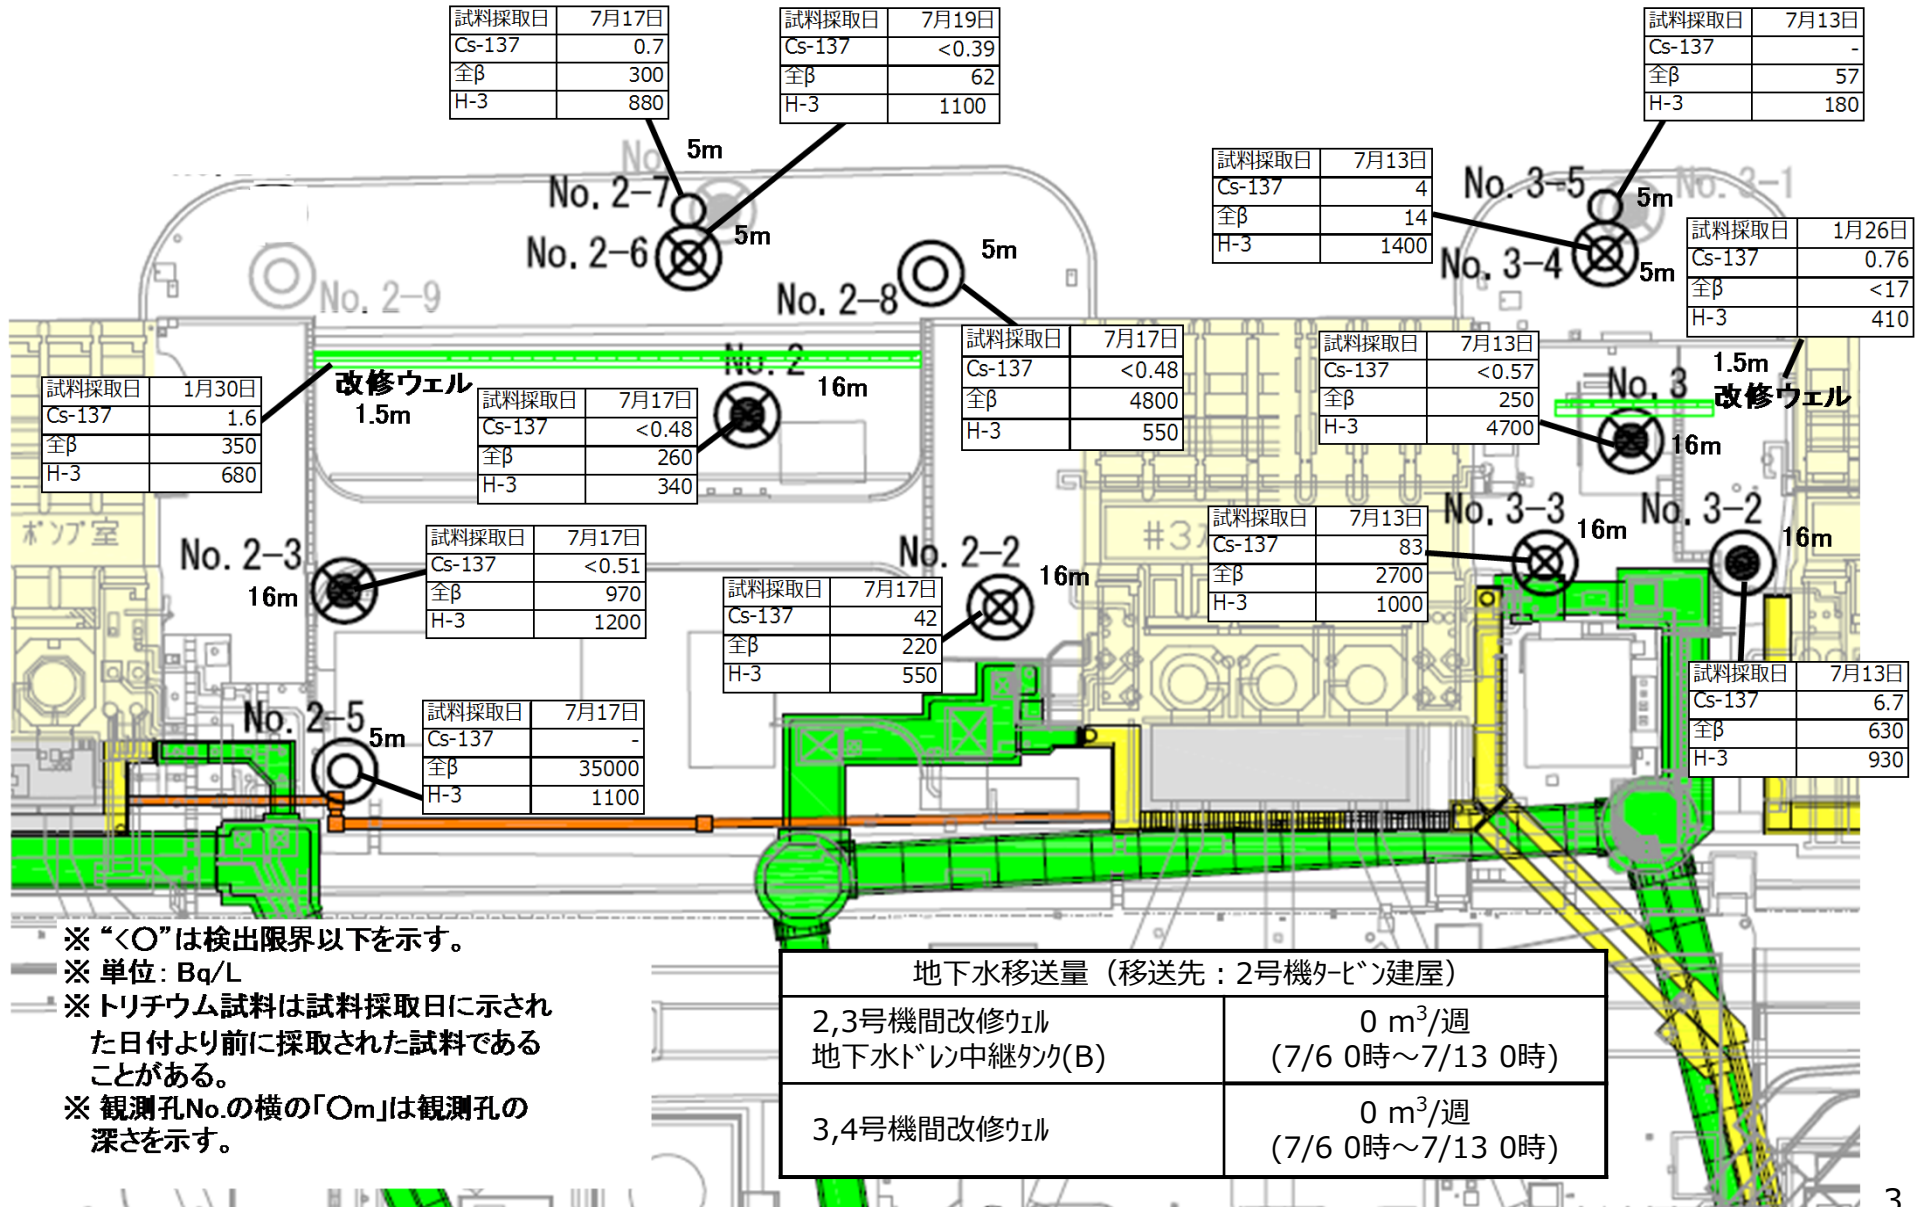 試料採取日 7月17日
Cs-137 0.7
全β 300
H-3 880
試料採取日 7月19日
Cs-137 <0.39
全β 62
H-3 1100
試料採取日 7月13日
Cs-137 -
全β 57
H-3 180
No. 2-7
5m
No. 2-6
5m
No. 2-8
5m
No. 2-9
試料採取日 7月13日
Cs-137 4
全β 14
H-3 1400
No. 3-5
5m
No. 3-1
No. 3-4
5m
試料採取日 1月26日
Cs-137 0.76
全β <17
H-3 410
1.5m
改修ウェル
試料採取日 1月30日
Cs-137 1.6
全β 350
H-3 680
改修ウェル
1.5m
試料採取日 7月17日
Cs-137 <0.48
全β 260
H-3 340
No. 2
16m
試料採取日 7月17日
Cs-137 <0.48
全β 4800
H-3 550
試料採取日 7月13日
Cs-137 <0.57
全β 250
H-3 4700
No. 3
16m
ポンプ室
No. 2-3
16m
試料採取日 7月17日
Cs-137 <0.51
全β 970
H-3 1200
No. 2-2
16m
試料採取日 7月17日
Cs-137 42
全β 220
H-3 550
#3
試料採取日 7月13日
Cs-137 83
全β 2700
H-3 1000
No. 3-3
16m
No. 3-2
16m
試料採取日 7月13日
Cs-137 6.7
全β 630
H-3 930
No. 2-5
5m
試料採取日 7月17日
Cs-137 -
全β 35000
H-3 1100
※ “<○”は検出限界以下を示す。
※ 単位: Bq/L
※ トリチウム試料は試料採取日に示され
た日付より前に採取された試料である
ことがある。
※ 観測孔No.の横の「○m」は観測孔の
深さを示す。
地下水移送量（移送先：2号機ﾀｰﾋﾞﾝ建屋）
2,3号機間改修ｳｪﾙ
地下水ﾄﾞﾚﾝ中継ﾀﾝｸ(B)
0 m³/週
(7/6 0時～7/13 0時)
3,4号機間改修ｳｪﾙ
0 m³/週
(7/6 0時～7/13 0時)
3